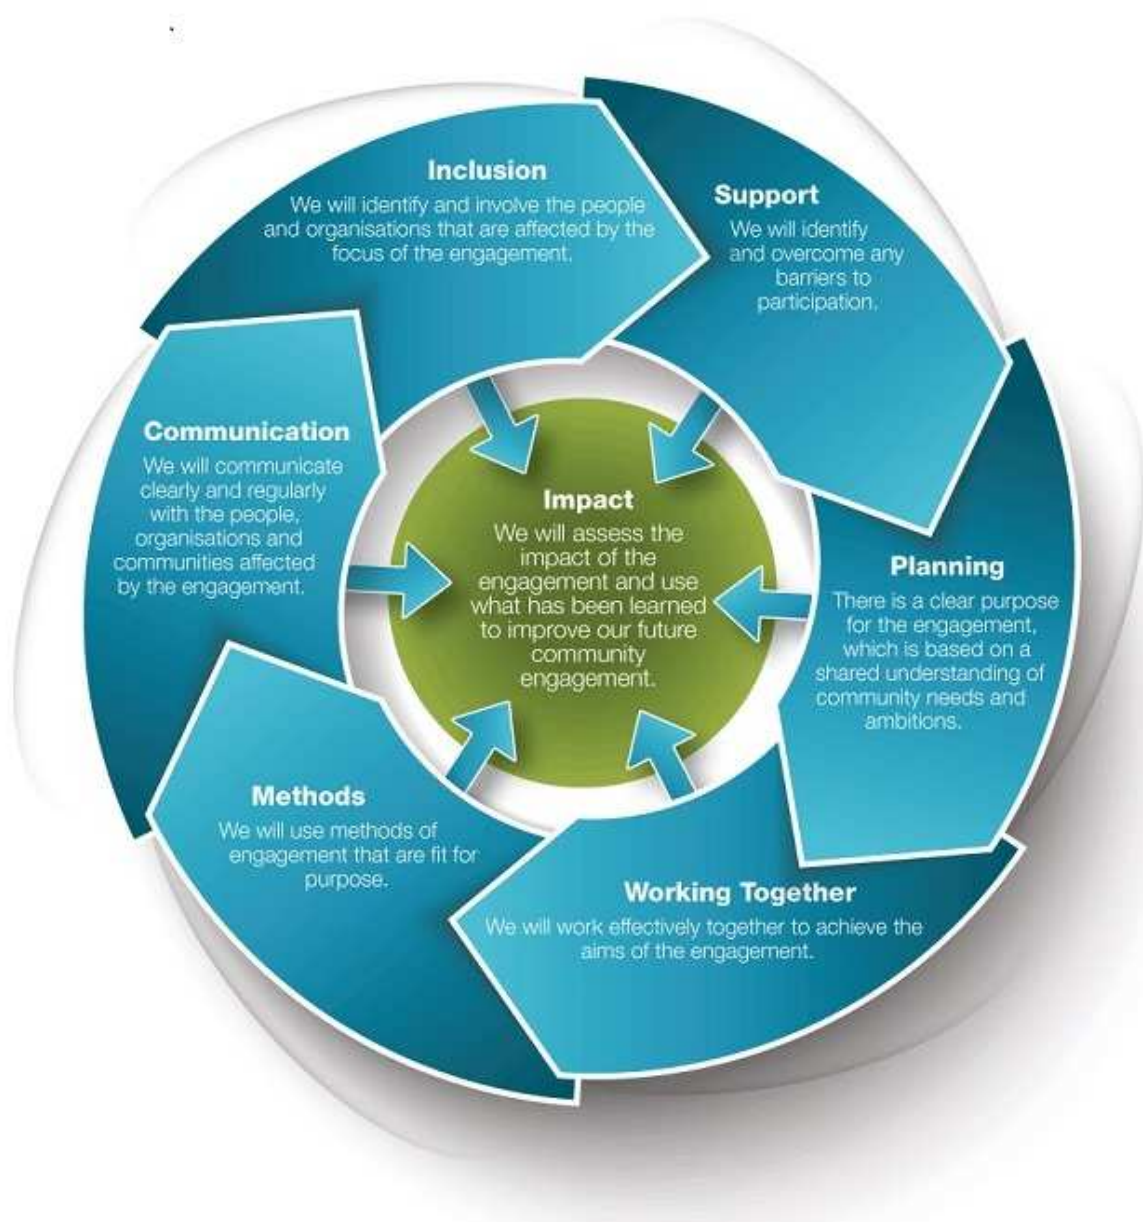 Inclusion
We will identify and involve the people
and organisations that are affected by the
focus of the engagement.
Support
We will identify
and overcome any
barriers to
participation.
Planning
There is a clear purpose
for the engagement,
which is based on a
shared understanding of
community needs and
ambitions.
Working Together
We will work effectively together to achieve the
aims of the engagement.
Methods
We will use methods of
engagement that are fit for
purpose.
Communication
We will communicate
clearly and regularly
with the people,
organisations and
communities affected
by the engagement.
Impact
We will assess the
impact of the
engagement and use
what has been learned
to improve our future
community
engagement.